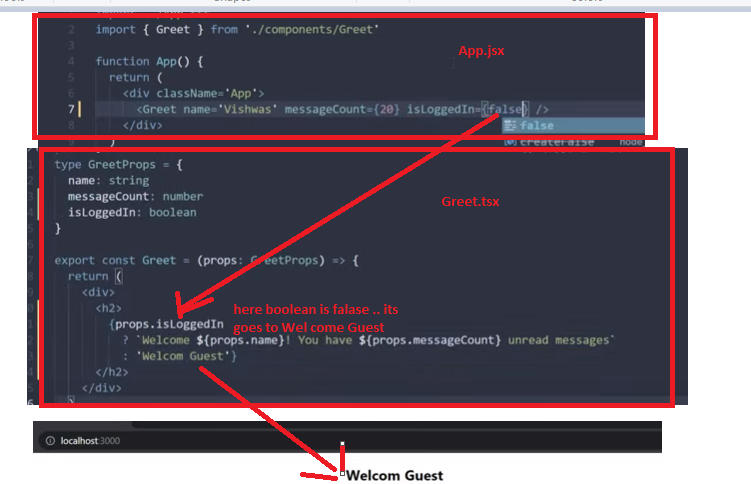 2 import { Greet } from './components/Greet'
App.jsx
3
4 function App() {
5 return (
6 <div className='App'>
7 <Greet name='Vishwas' messageCount={20} isLoggedIn={false} />
8 </div>
false
9 )
createFalse node
type GreetProps = {
name: string
messageCount: number
isLoggedIn: boolean
}
Greet.tsx
export const Greet = (props: GreetProps) => {
return (
<div>
<h2>
here boolean is falase .. its
{props.isLoggedIn
goes to Wel come Guest
? `Welcome ${props.name}! You have ${props.messageCount} unread messages`
: 'Welcom Guest'}
</h2>
</div>
)
localhost:3000
Welcom Guest